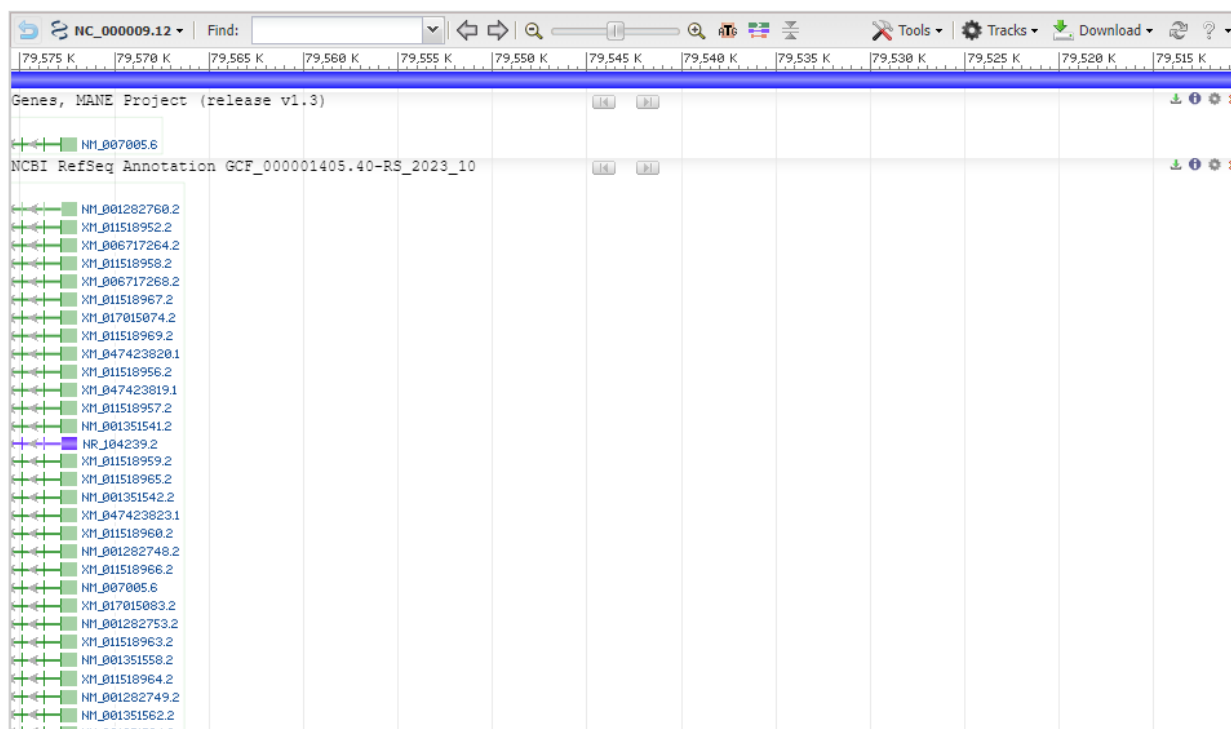 NC_000009.12 Find: ATG Tools Tracks Download ?
79,575 K 79,570 K 79,565 K 79,560 K 79,555 K 79,550 K 79,545 K 79,540 K 79,535 K 79,530 K 79,525 K 79,520 K 79,515 K
Genes, MANE Project (release v1.3)
NM_007005.6
NCBI RefSeq Annotation GCF_000001405.40-RS_2023_10
NM_001282760.2
XM_011518952.2
XM_006717264.2
XM_011518958.2
XM_006717268.2
XM_011518967.2
XM_017015074.2
XM_011518969.2
XM_047423820.1
XM_011518956.2
XM_047423819.1
XM_011518957.2
NM_001351541.2
NR_104239.2
XM_011518959.2
XM_011518965.2
NM_001351542.2
XM_047423823.1
XM_011518960.2
NM_001282748.2
XM_011518966.2
NM_007005.6
XM_017015083.2
NM_001282753.2
XM_011518963.2
NM_001351558.2
XM_011518964.2
NM_001282749.2
NM_001351562.2